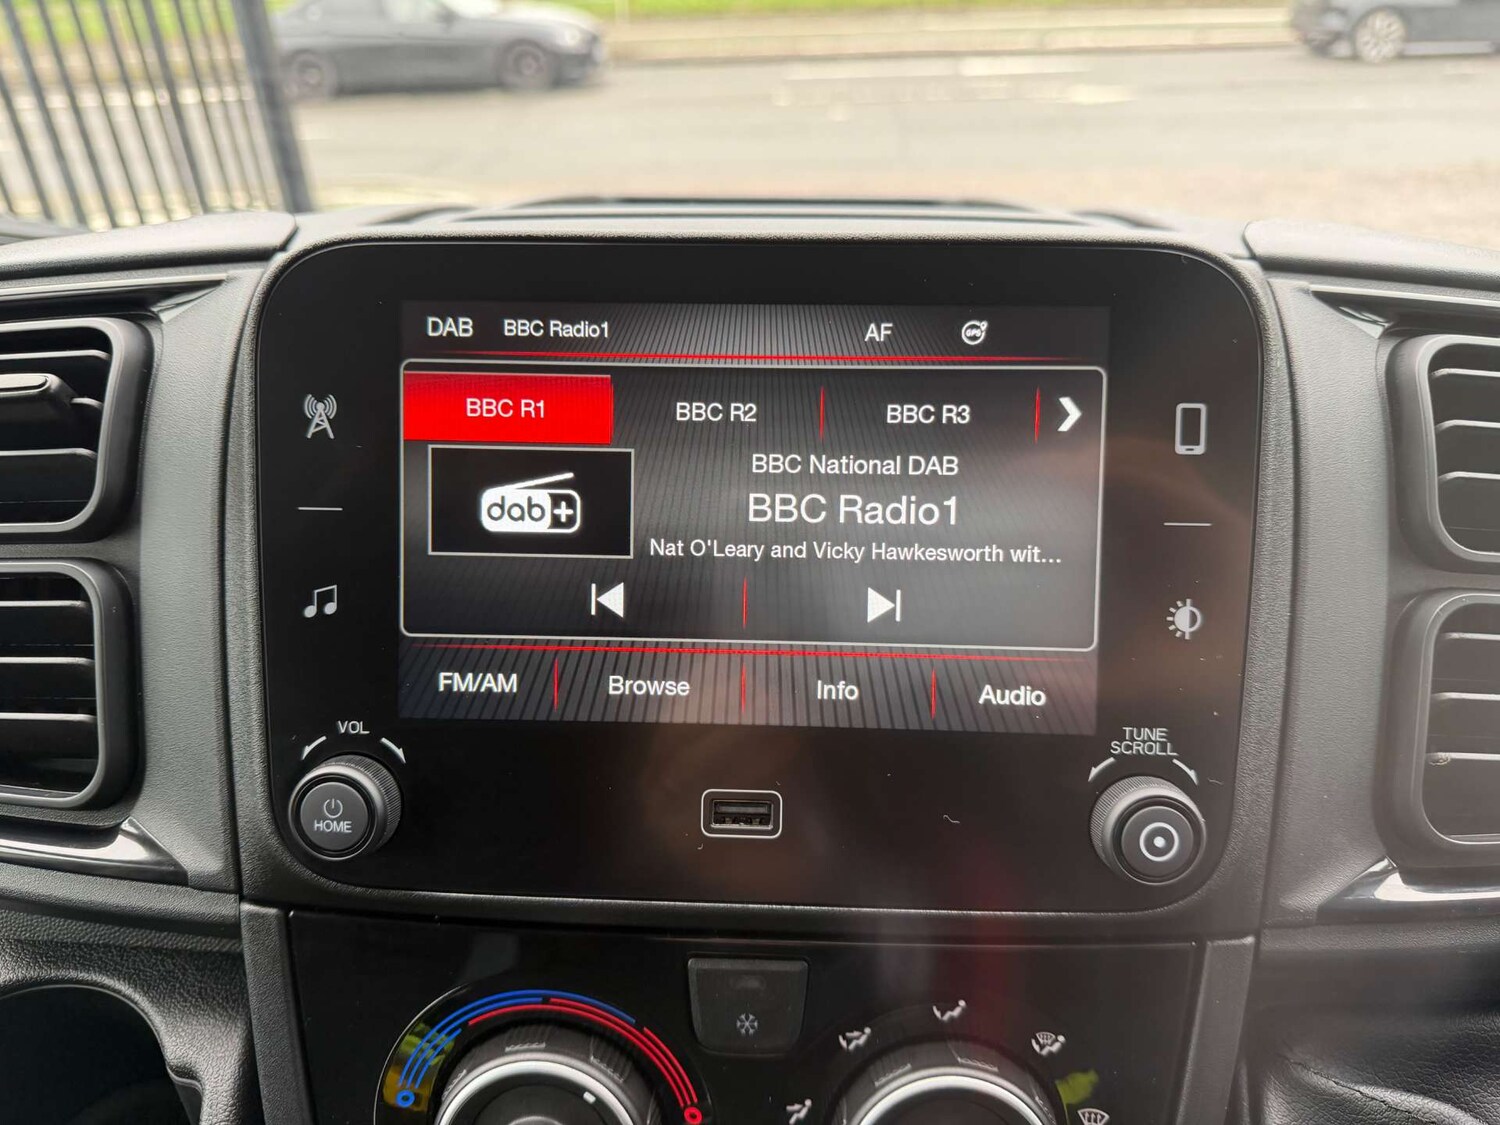 DAB BBC Radio1 AF GPS
BBC R1 BBC R2 BBC R3
BBC National DAB
dab+
BBC Radio1
Nat O'Leary and Vicky Hawkesworth wit...
FM/AM Browse Info Audio
VOL
TUNE
SCROLL
HOME